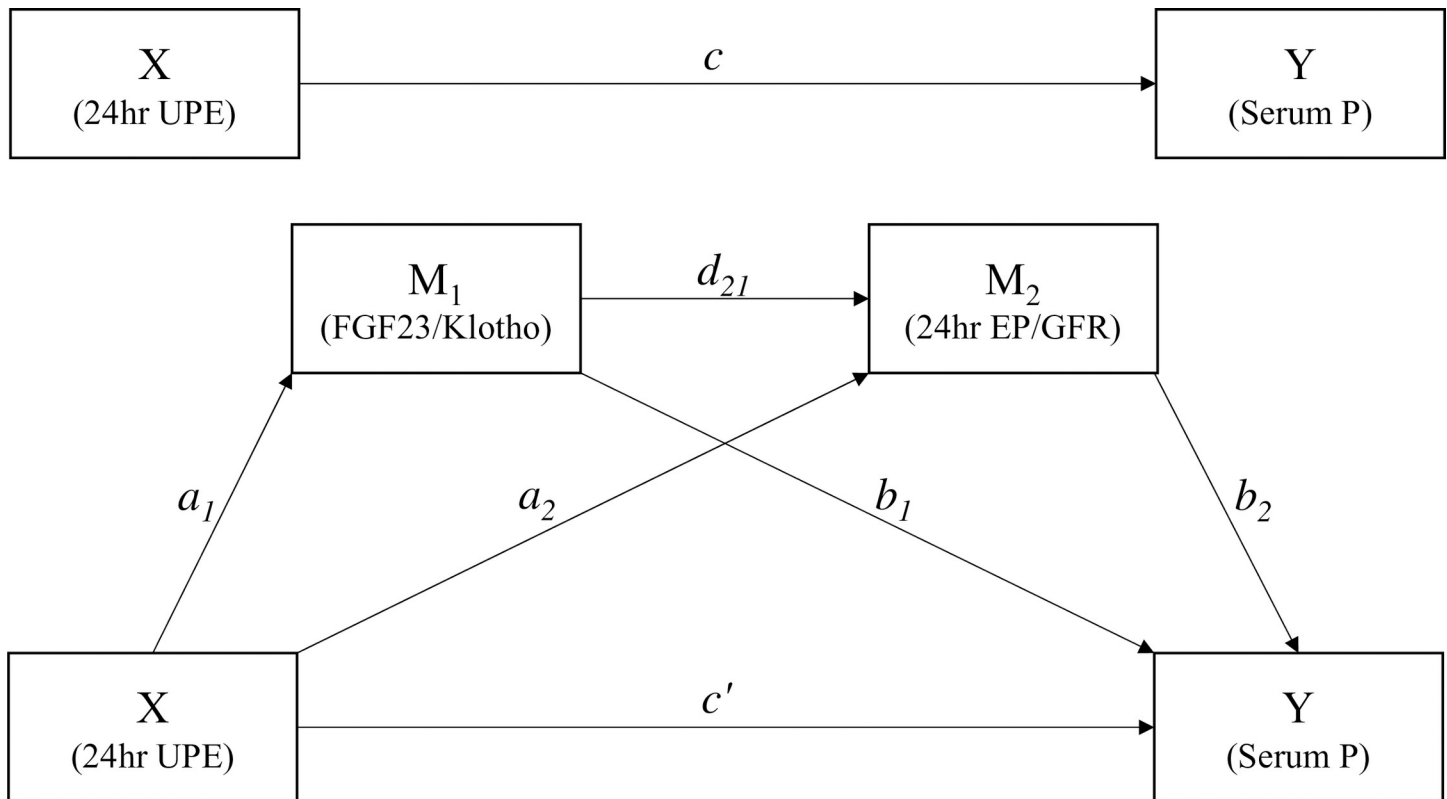 X
(24hr UPE)
c
Y
(Serum P)
M₁
(FGF23/Klotho)
d₂₁
M₂
(24hr EP/GFR)
a₁
a₂
b₁
b₂
X
(24hr UPE)
c'
Y
(Serum P)